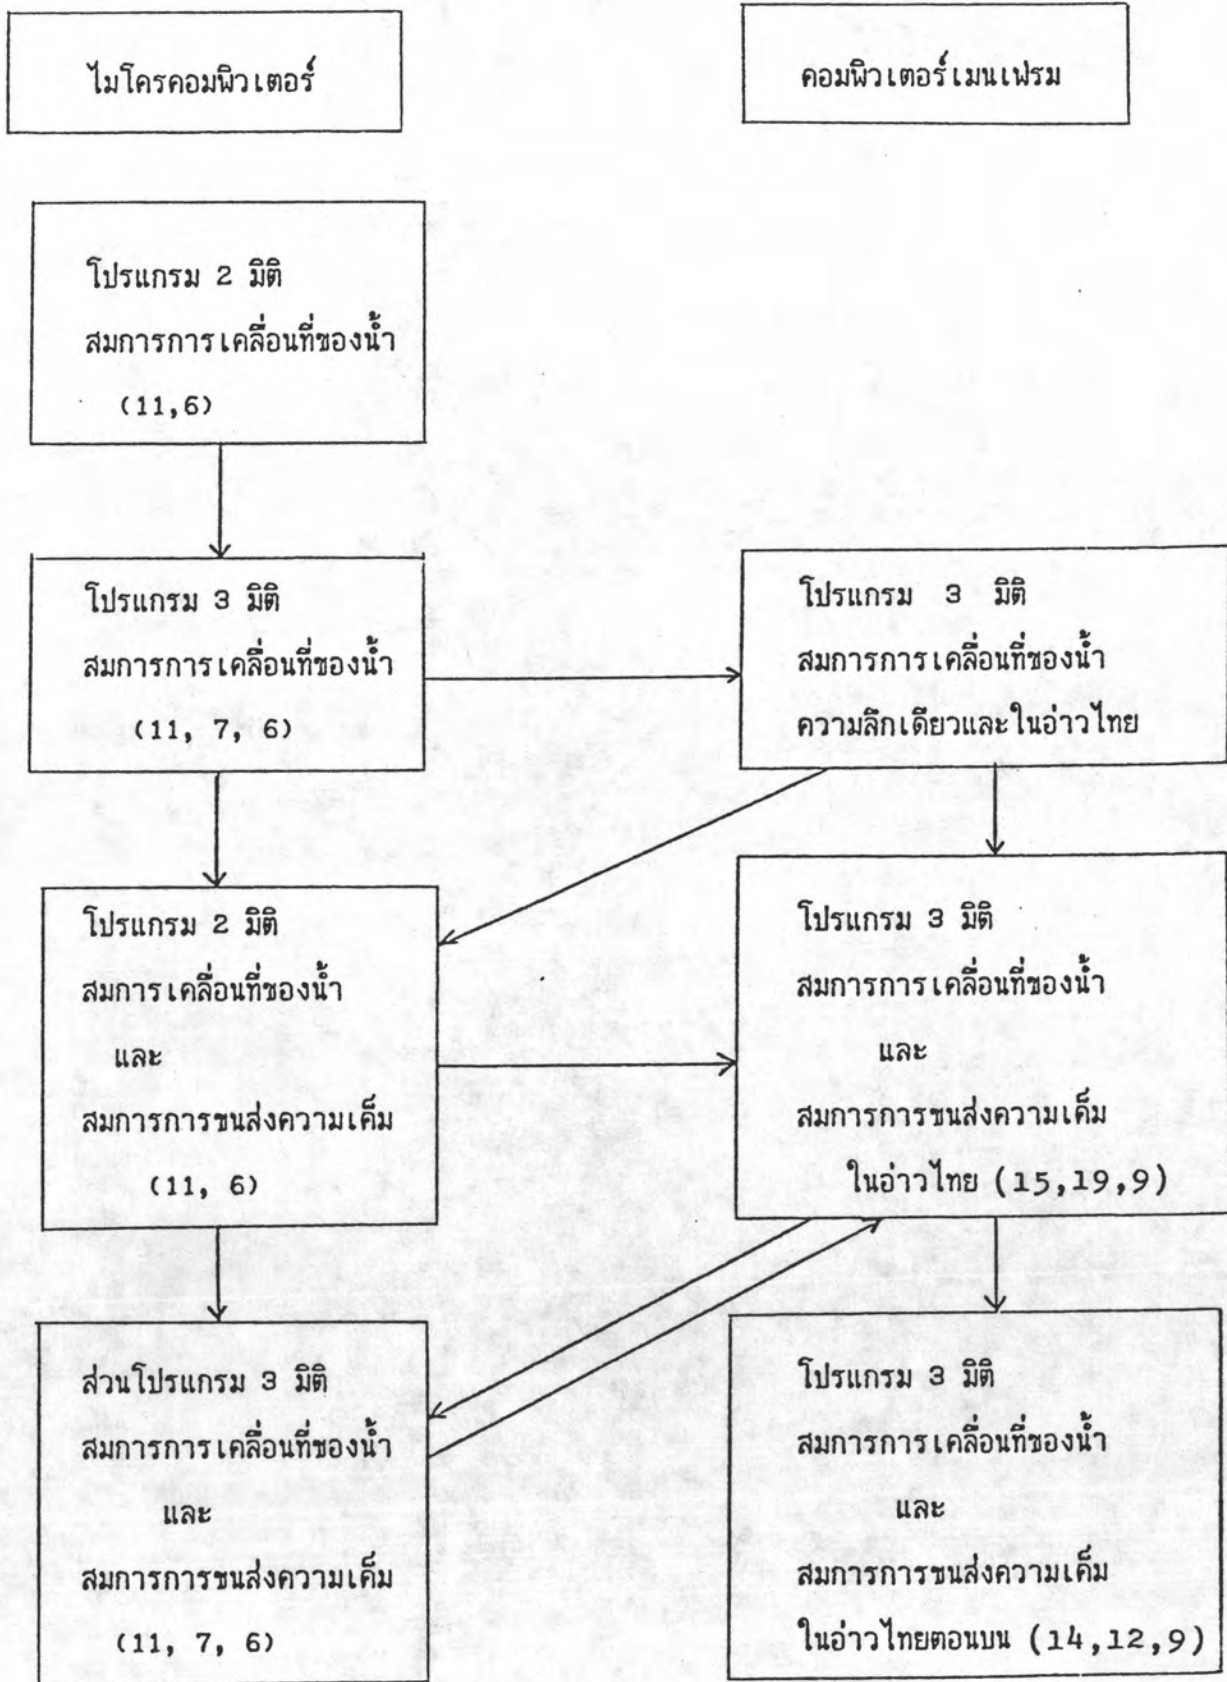 ไมโครคอมพิวเตอร์
คอมพิวเตอร์เมนเฟรม
โปรแกรม 2 มิติ
สมการการเคลื่อนที่ของน้ำ
(11,6)
โปรแกรม 3 มิติ
สมการการเคลื่อนที่ของน้ำ
(11, 7, 6)
โปรแกรม 3 มิติ
สมการการเคลื่อนที่ของน้ำ
ความลึกเดียวและในอ่าวไทย
โปรแกรม 2 มิติ
สมการเคลื่อนที่ของน้ำ
และ
สมการการขนส่งความเค็ม
(11, 6)
โปรแกรม 3 มิติ
สมการการเคลื่อนที่ของน้ำ
และ
สมการการขนส่งความเค็ม
ในอ่าวไทย (15,19,9)
ส่วนโปรแกรม 3 มิติ
สมการการเคลื่อนที่ของน้ำ
และ
สมการการขนส่งความเค็ม
(11, 7, 6)
โปรแกรม 3 มิติ
สมการการเคลื่อนที่ของน้ำ
และ
สมการการขนส่งความเค็ม
ในอ่าวไทยตอนบน (14,12,9)